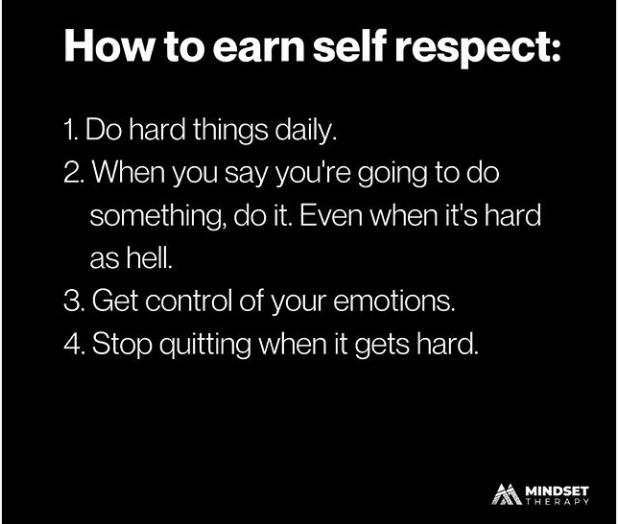 How to earn self respect:
1. Do hard things daily.
2. When you say you're going to do
something, do it. Even when it's hard
as hell.
3. Get control of your emotions.
4. Stop quitting when it gets hard.
MINDSET
THERAPY